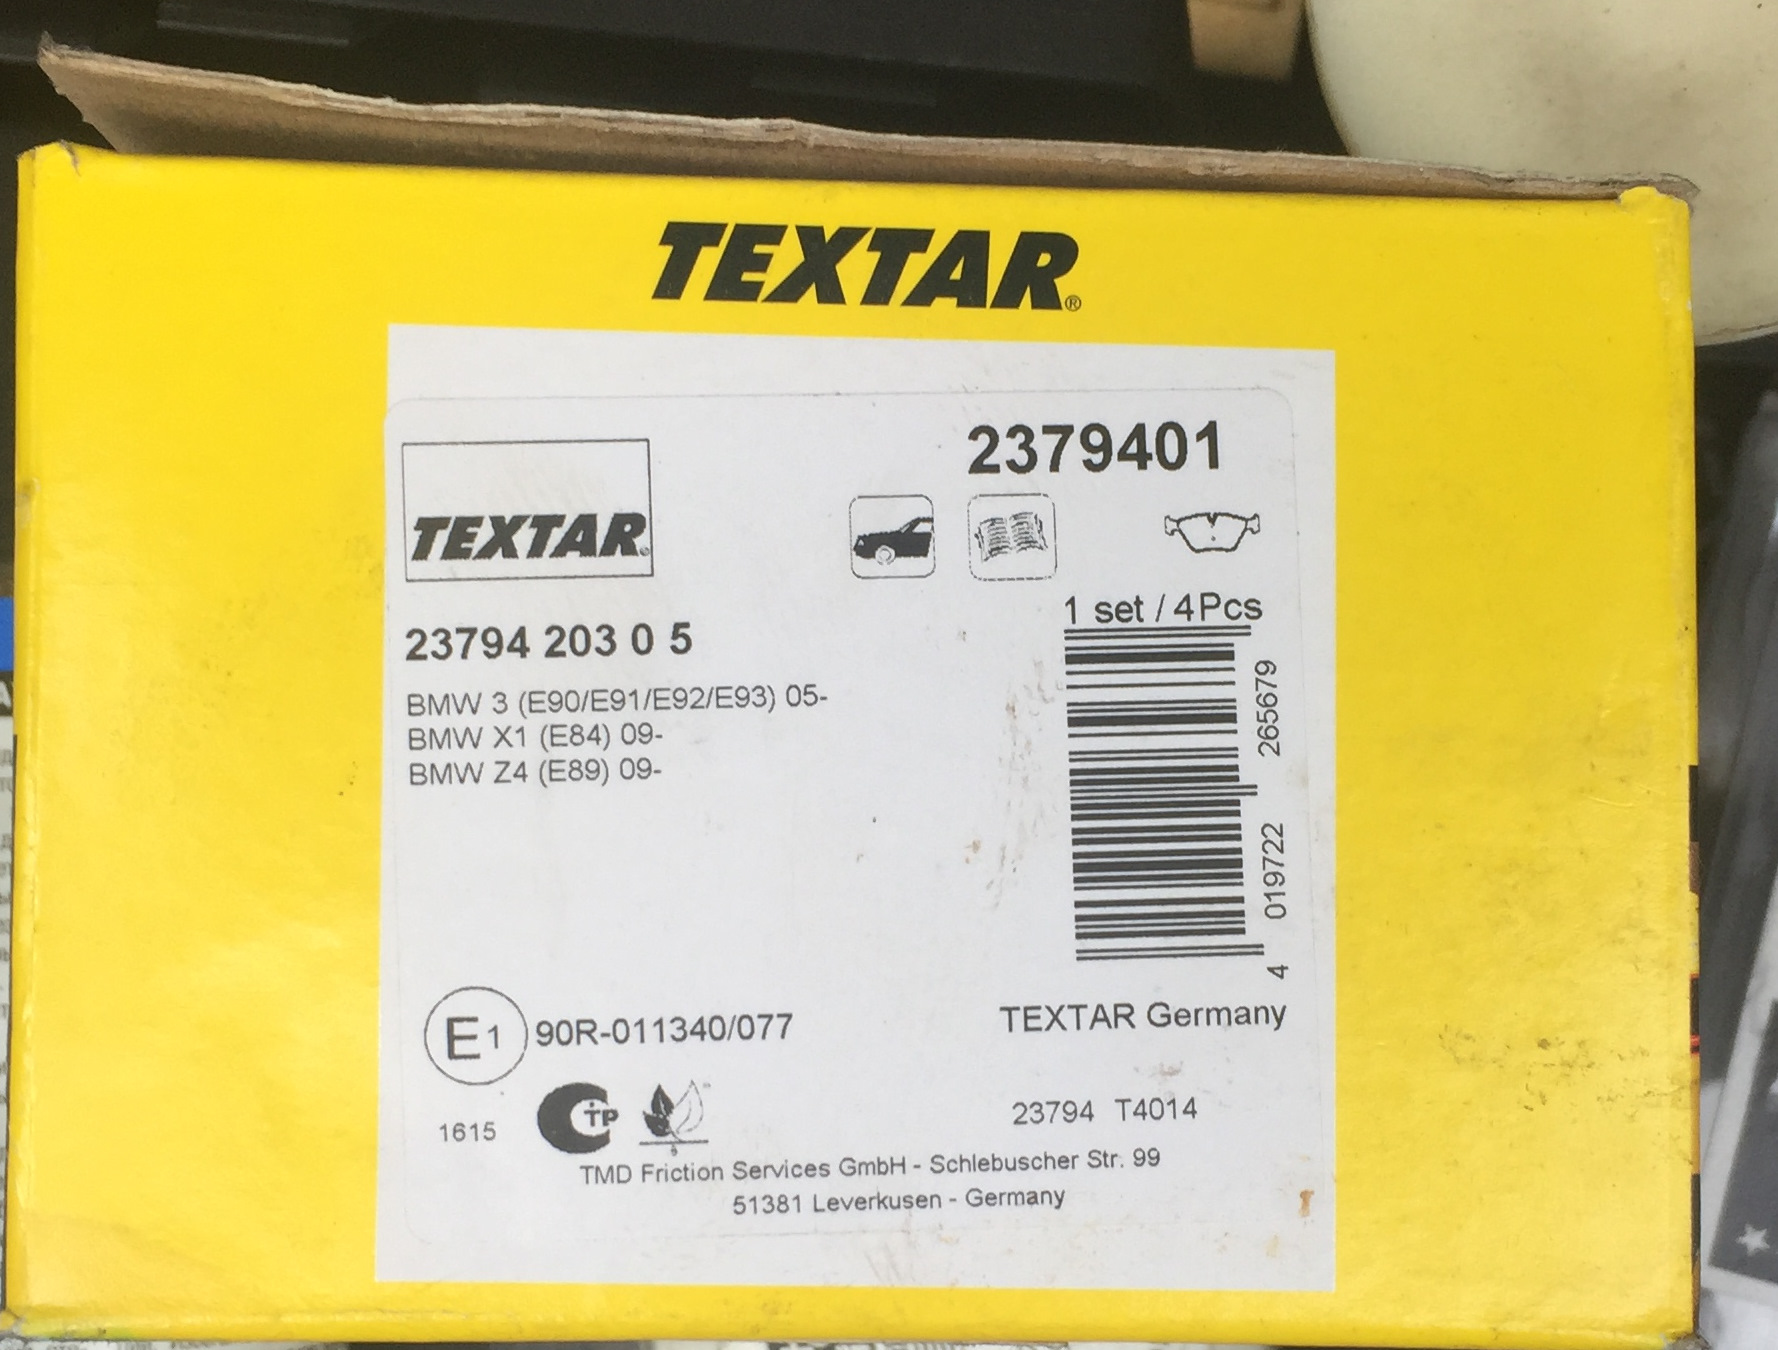 TEXTAR®
2379401
TEXTAR
1 set / 4Pcs
23794 203 0 5
BMW 3 (E90/E91/E92/E93) 05-
BMW X1 (E84) 09-
BMW Z4 (E89) 09-
4 019722 265679
E1 90R-011340/077
TEXTAR Germany
1615
TP
23794 T4014
TMD Friction Services GmbH - Schlebuscher Str. 99
51381 Leverkusen - Germany